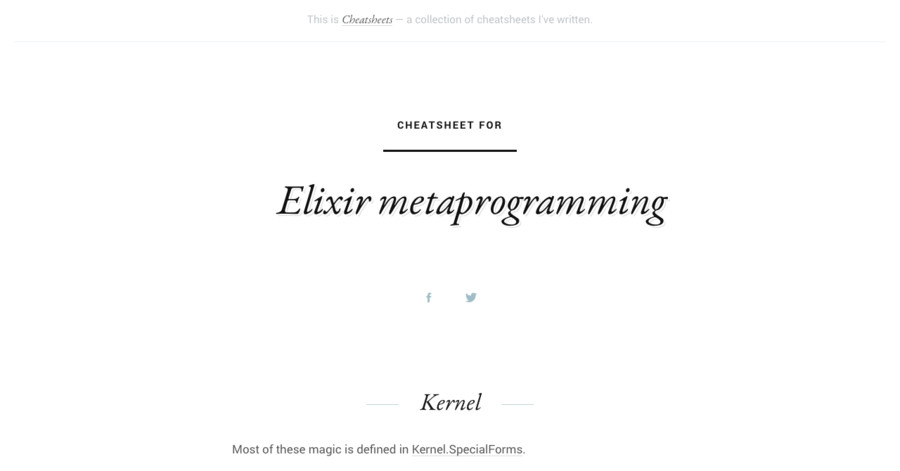 This is Cheatsheets — a collection of cheatsheets I've written.
CHEATSHEET FOR
Elixir metaprogramming
Kernel
Most of these magic is defined in Kernel.SpecialForms.